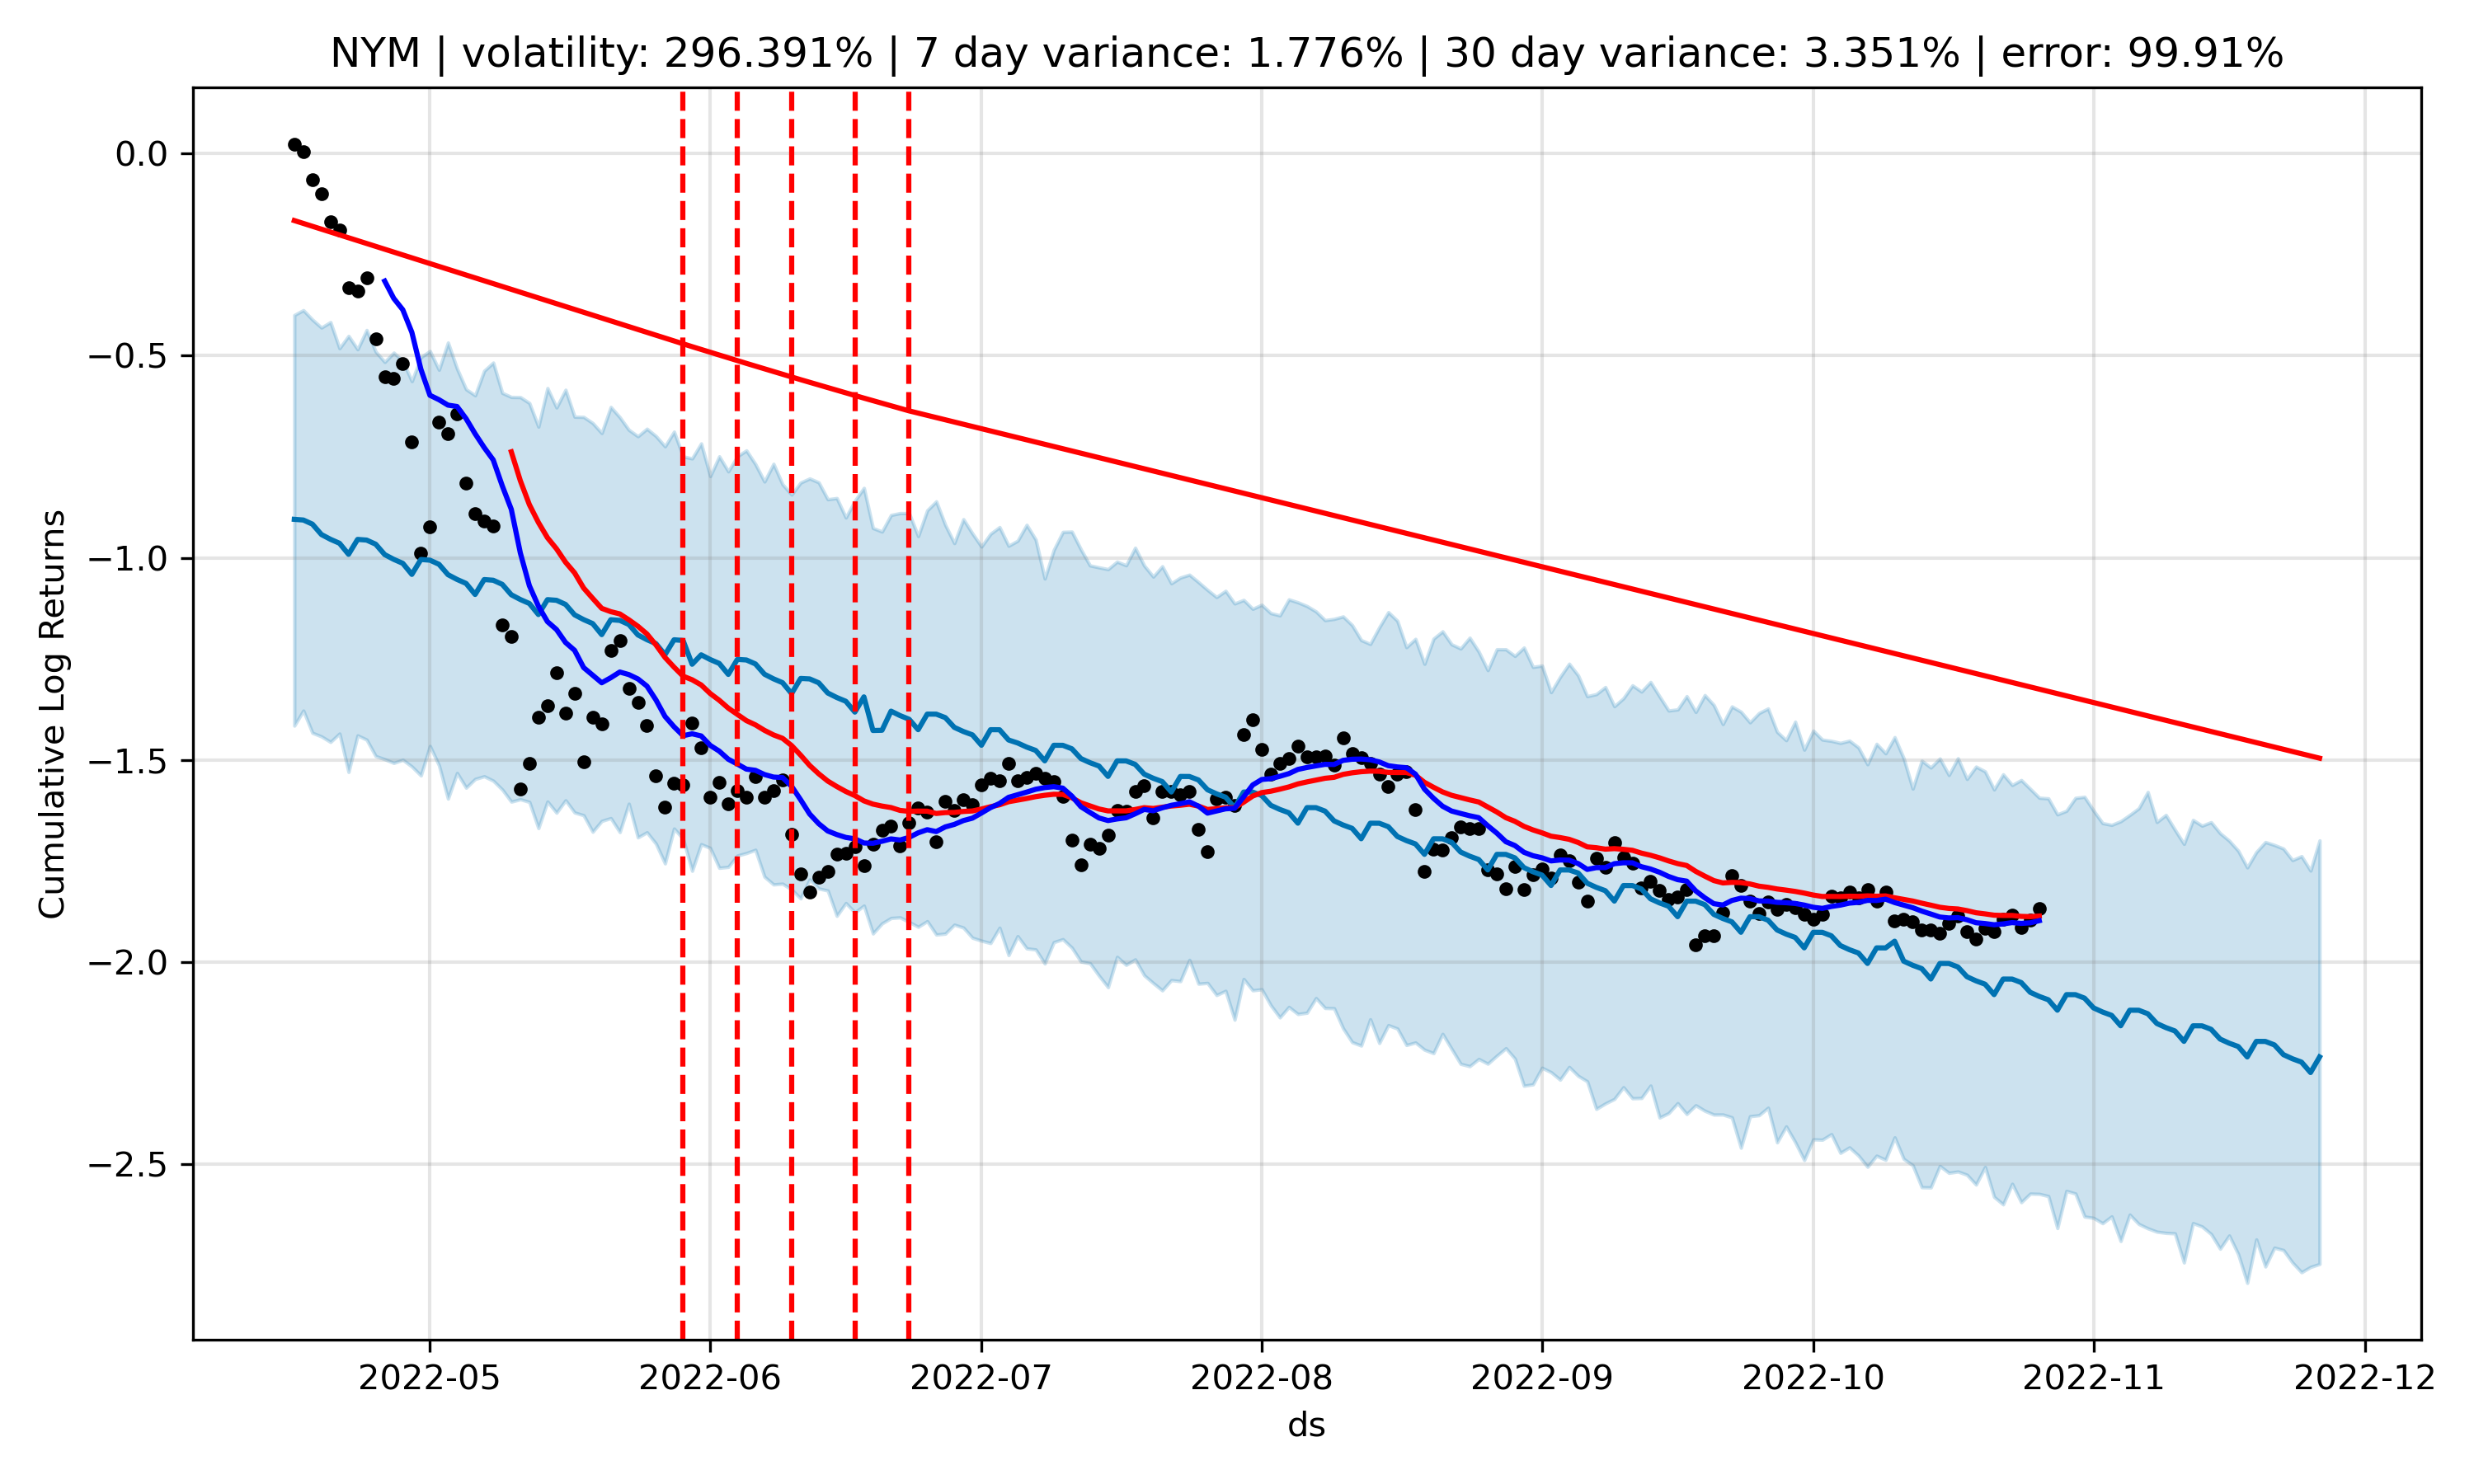 NYM | volatility: 296.391% | 7 day variance: 1.776% | 30 day variance: 3.351% | error: 99.91%
Cumulative Log Returns
0.0
−0.5
−1.0
−1.5
−2.0
−2.5
2022-05 2022-06 2022-07 2022-08 2022-09 2022-10 2022-11 2022-12
ds